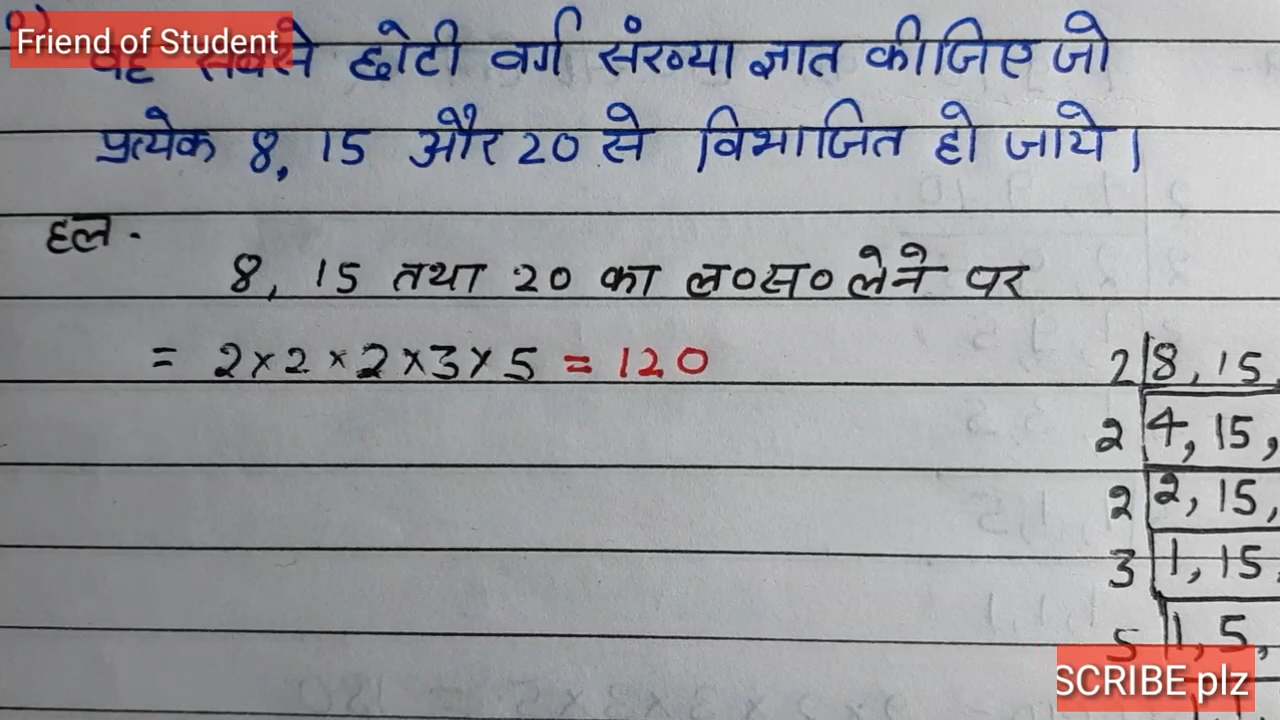 Friend of Student
सबसे छोटी वर्ग संख्या ज्ञात कीजिए जो
प्रत्येक 8, 15 और 20 से विभाजित हो जाये।
हल .
8, 15 तथा 20 का ल०स० लेने पर
= 2×2×2×3×5 = 120
2 8, 15,
2 4, 15,
2 2, 15,
3 1, 15,
5 1, 5,
SCRIBE plz